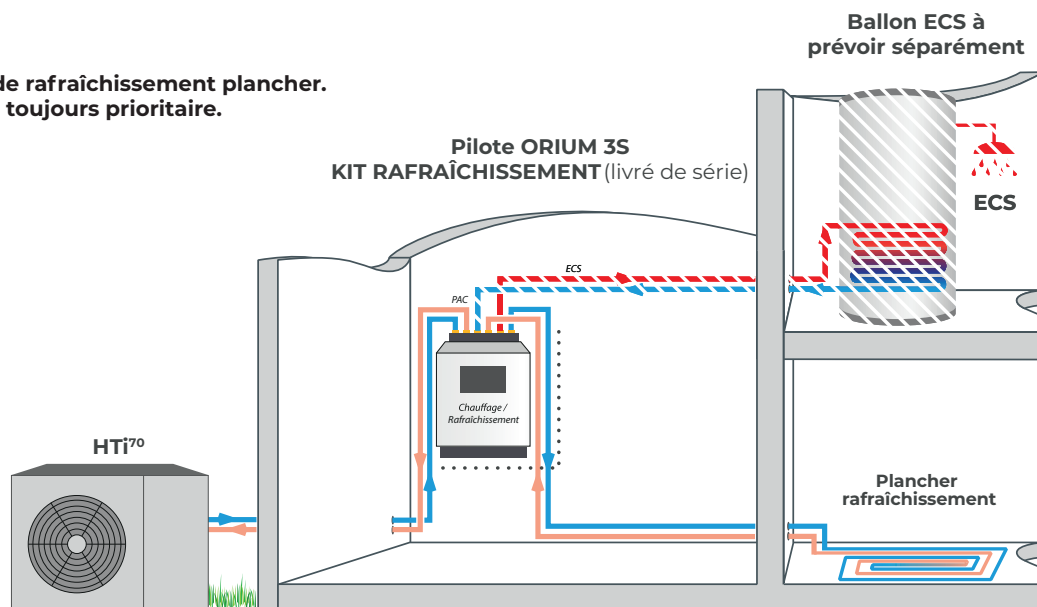 Ballon ECS à
prévoir séparément
de rafraîchissement plancher.
toujours prioritaire.
Pilote ORIUM 3S
KIT RAFRAÎCHISSEMENT (livré de série)
ECS
ECS
PAC
Chauffage /
Rafraîchissement
HTi⁷⁰
Plancher
rafraîchissement